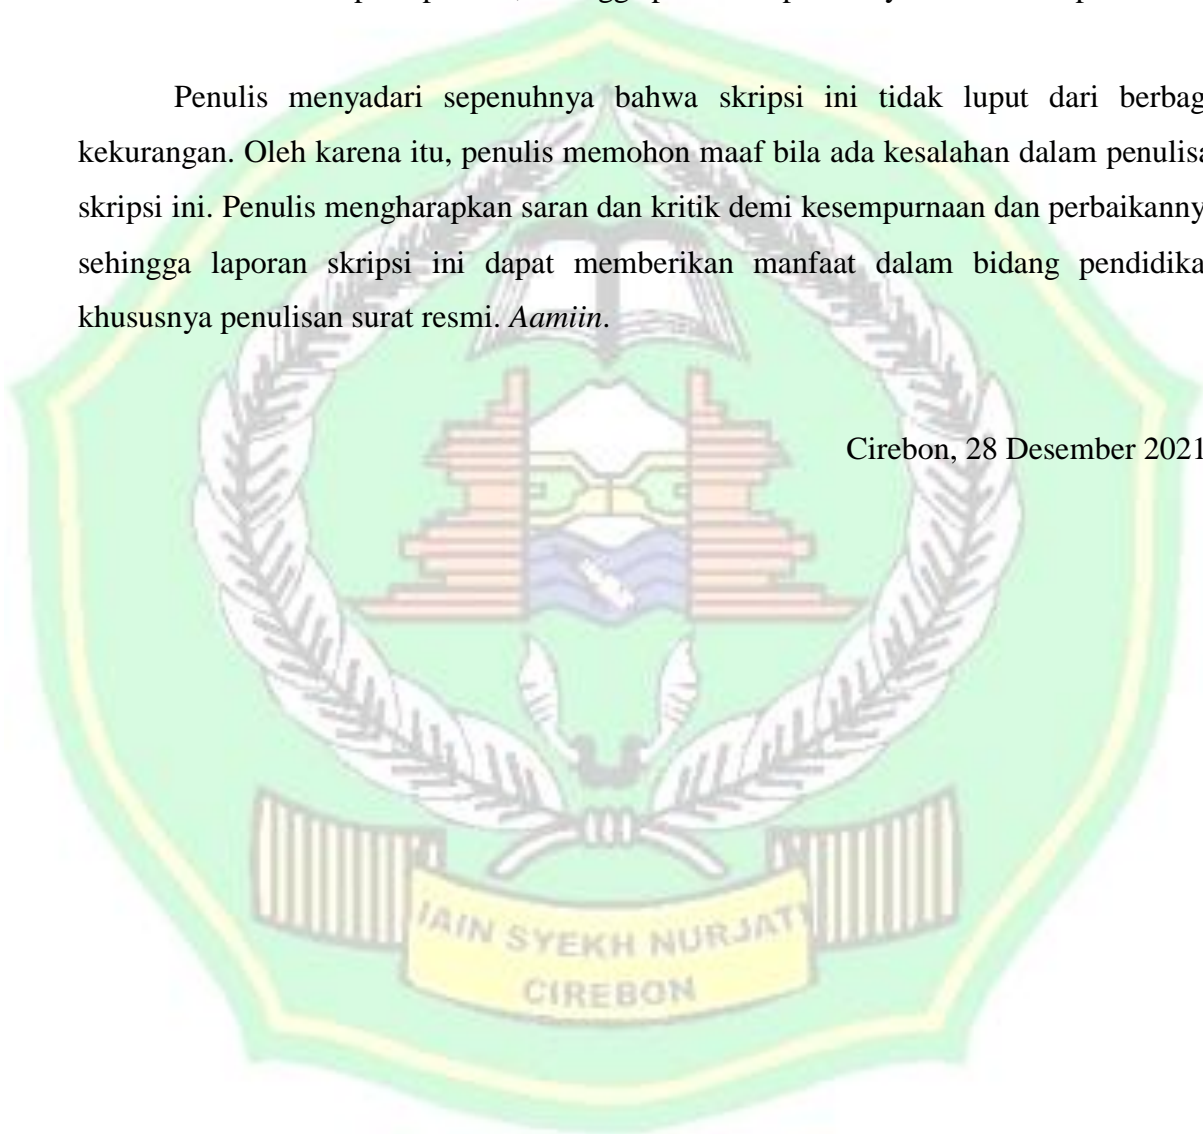 Penulis menyadari sepenuhnya bahwa skripsi ini tidak luput dari berbag
kekurangan. Oleh karena itu, penulis memohon maaf bila ada kesalahan dalam penulisa
skripsi ini. Penulis mengharapkan saran dan kritik demi kesempurnaan dan perbaikanny
sehingga laporan skripsi ini dapat memberikan manfaat dalam bidang pendidika
khususnya penulisan surat resmi. Aamiin.
Cirebon, 28 Desember 2021
IAIN SYEKH NURJATI
CIREBON